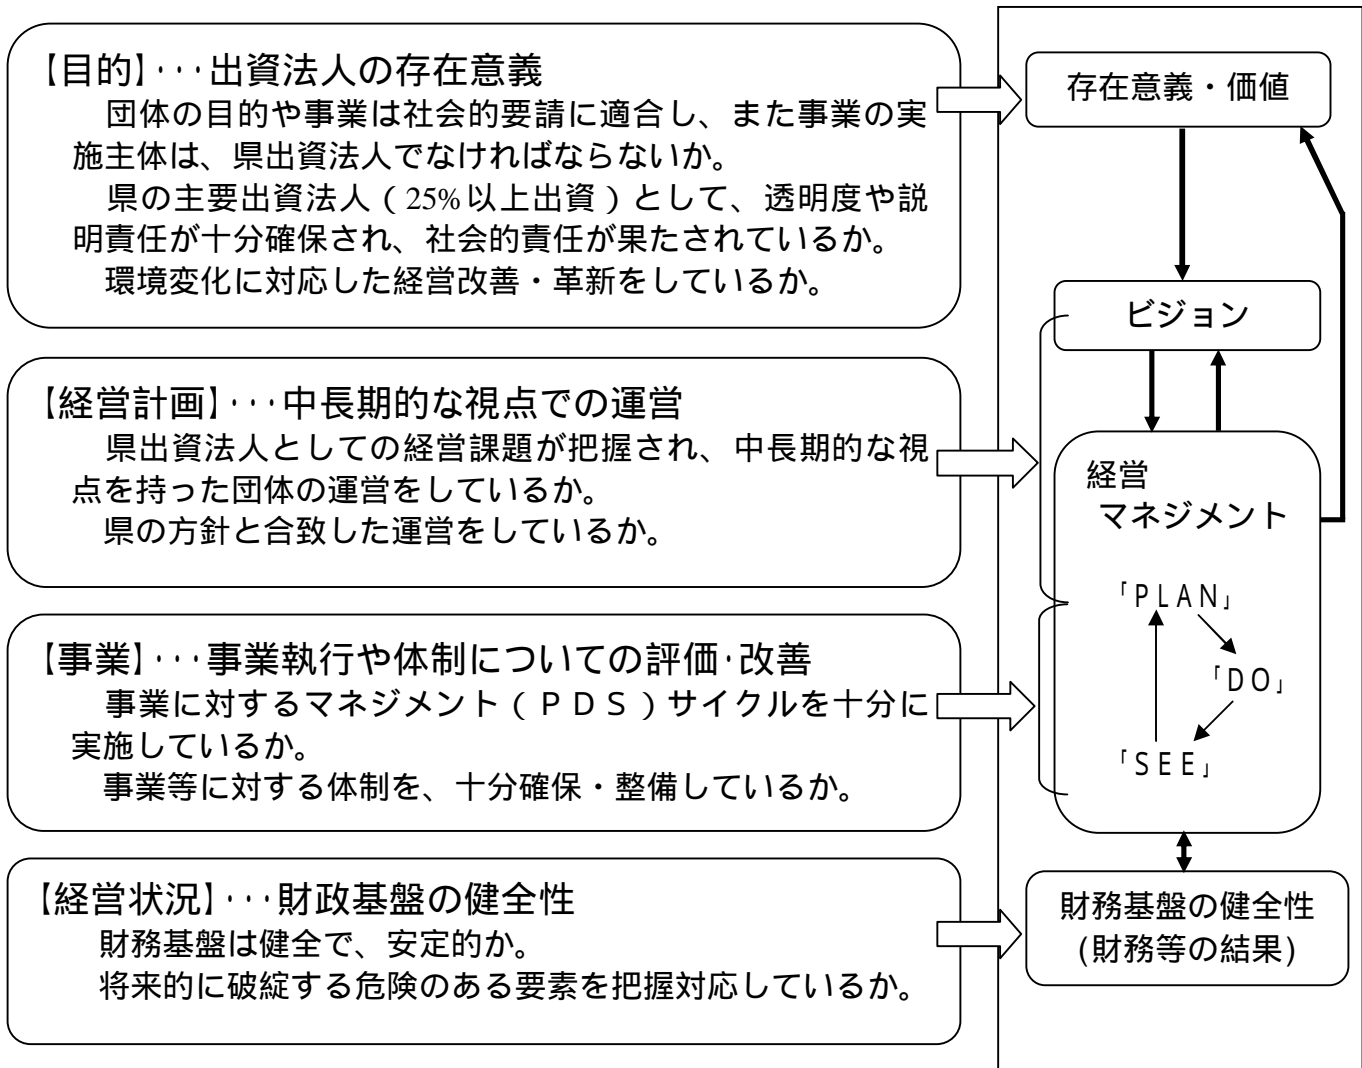 【目的】･･･出資法人の存在意義
団体の目的や事業は社会的要請に適合し、また事業の実
施主体は、県出資法人でなければならないか。
県の主要出資法人（25%以上出資）として、透明度や説
明責任が十分確保され、社会的責任が果たされているか。
環境変化に対応した経営改善・革新をしているか。
【経営計画】･･･中長期的な視点での運営
県出資法人としての経営課題が把握され、中長期的な視
点を持った団体の運営をしているか。
県の方針と合致した運営をしているか。
【事業】･･･事業執行や体制についての評価･改善
事業に対するマネジメント（ＰＤＳ）サイクルを十分に
実施しているか。
事業等に対する体制を、十分確保・整備しているか。
【経営状況】･･･財政基盤の健全性
財務基盤は健全で、安定的か。
将来的に破綻する危険のある要素を把握対応しているか。
存在意義・価値
ビジョン
経営
マネジメント
「ＰＬＡＮ」
「ＤＯ」
「ＳＥＥ」
財務基盤の健全性
(財務等の結果)